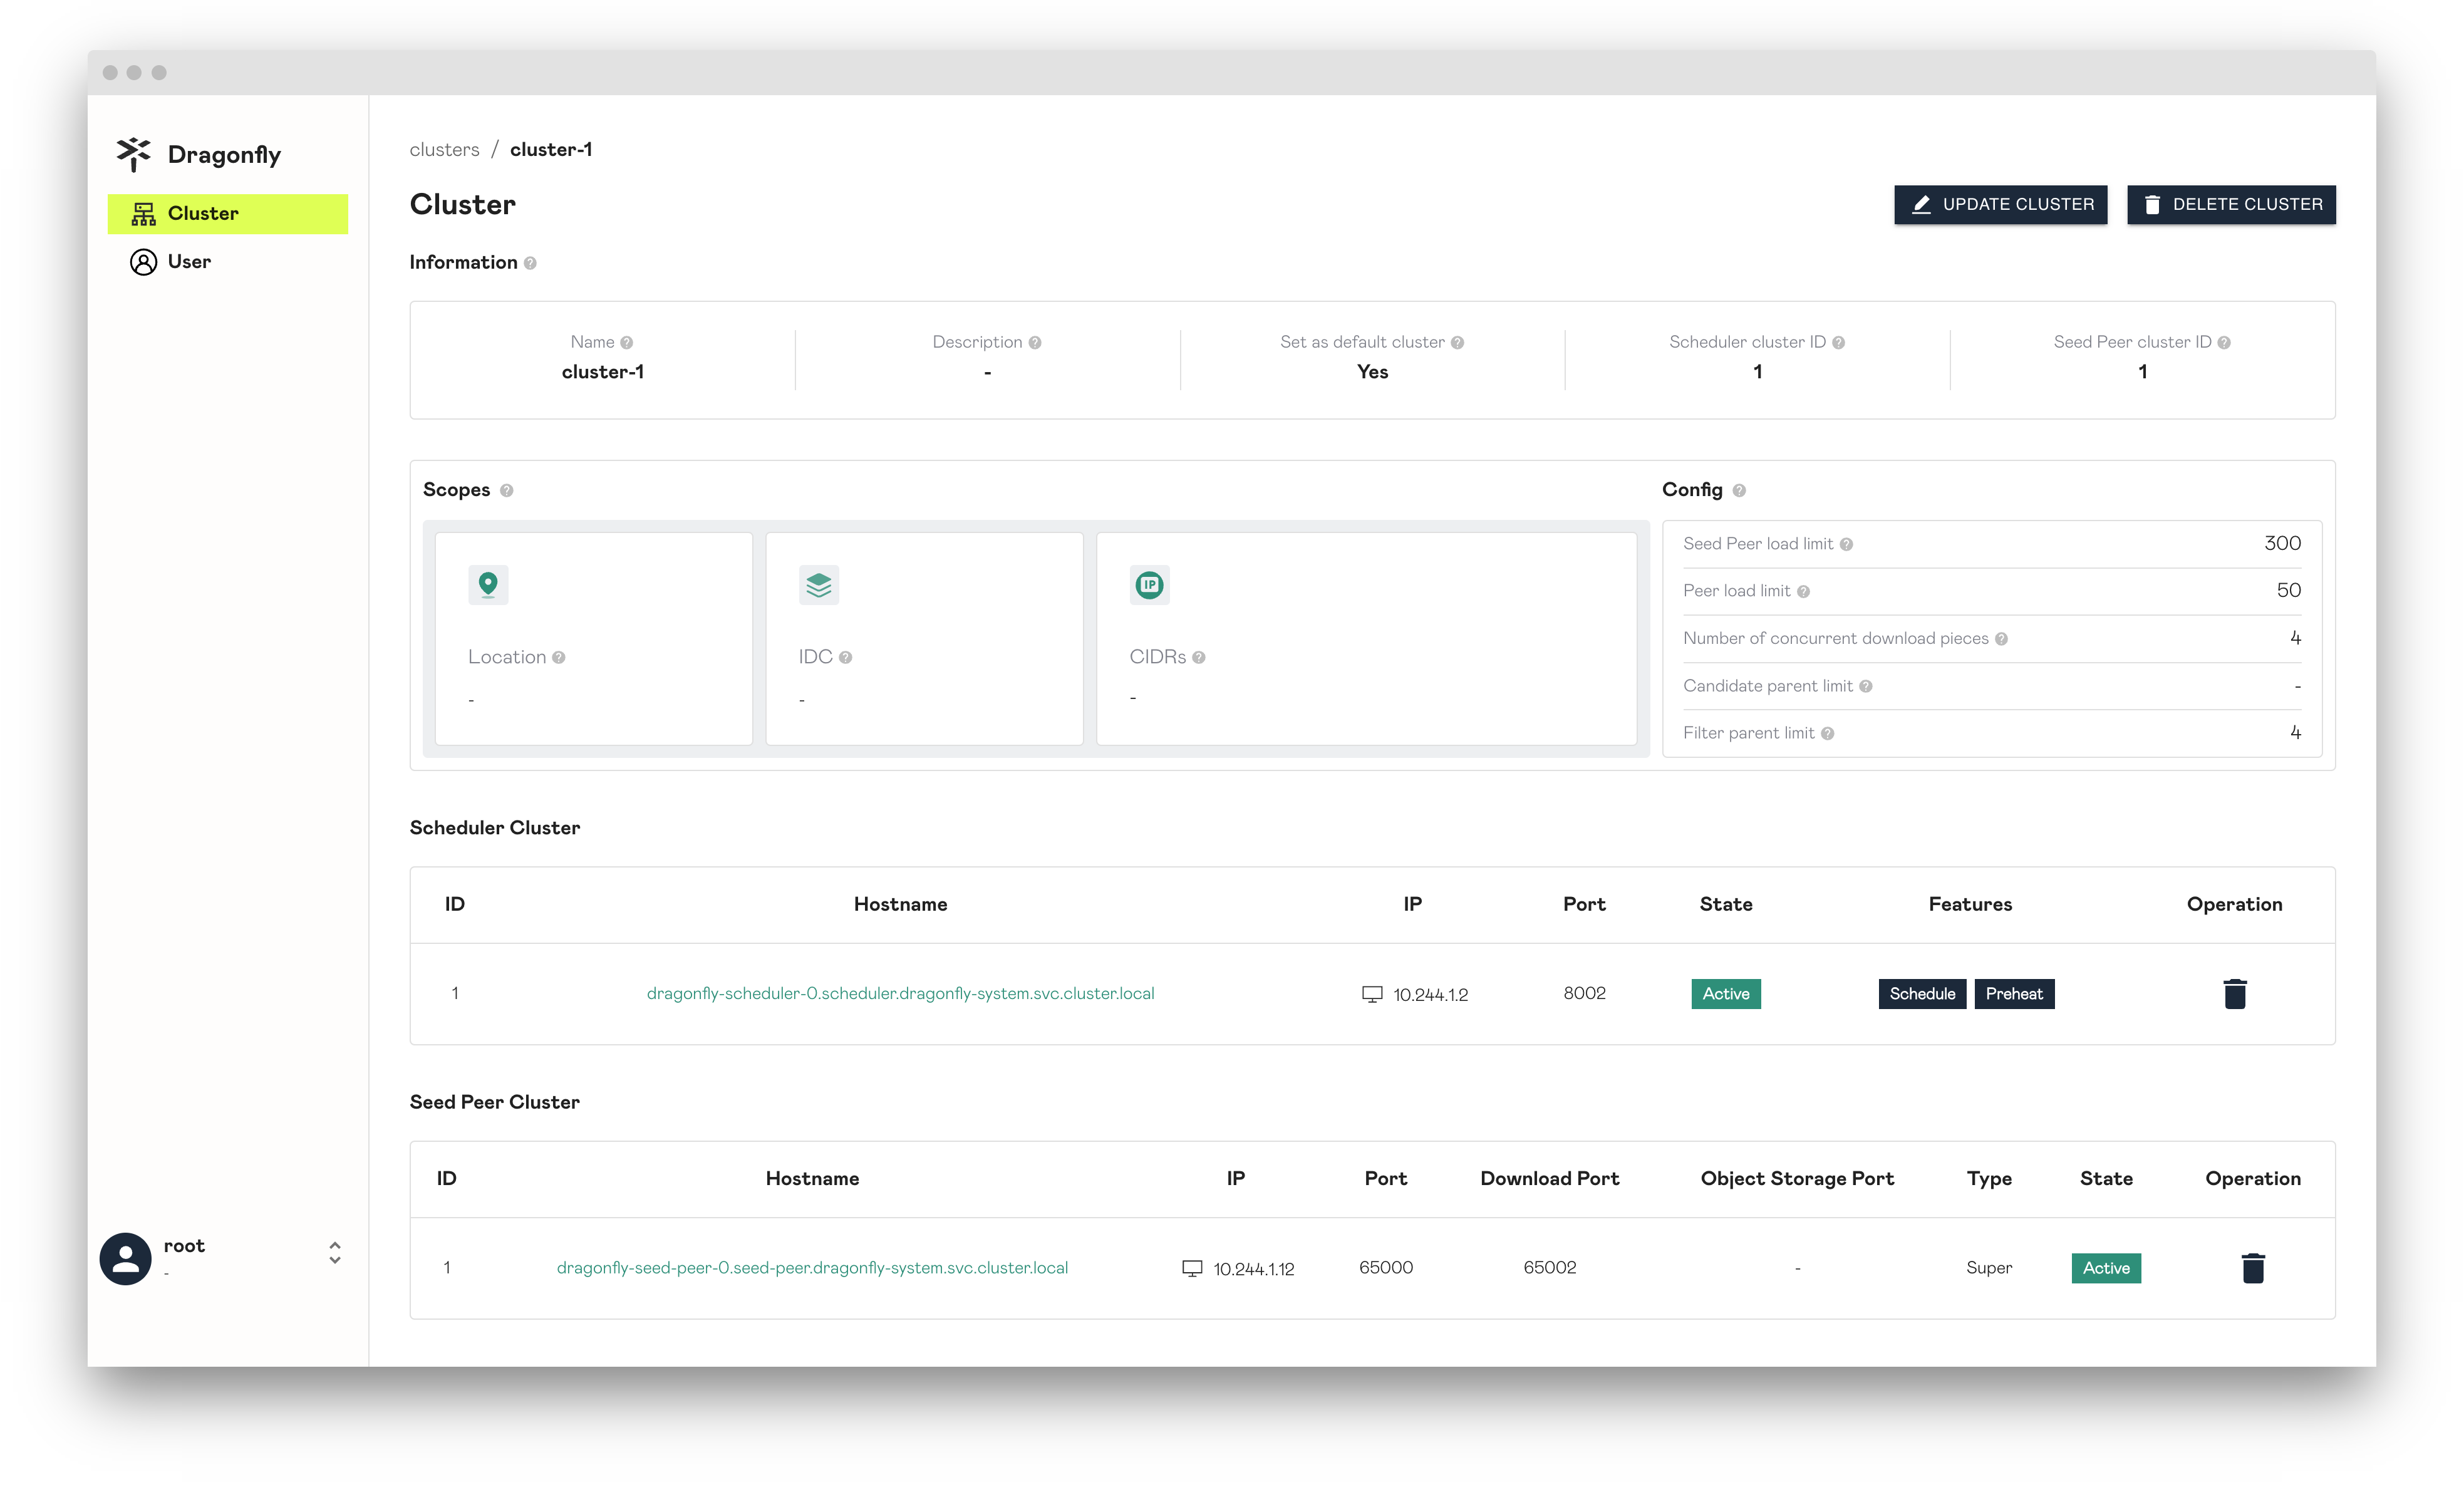 Dragonfly
Cluster
User
root
-
clusters / cluster-1
Cluster
UPDATE CLUSTER
DELETE CLUSTER
Information ?
Name ? Description ? Set as default cluster ? Scheduler cluster ID ? Seed Peer cluster ID ?
cluster-1 - Yes 1 1
Scopes ?
IP
Location ? IDC ? CIDRs ?
- - -
Config ?
Seed Peer load limit ? 300
Peer load limit ? 50
Number of concurrent download pieces ? 4
Candidate parent limit ? -
Filter parent limit ? 4
Scheduler Cluster
ID Hostname IP Port State Features Operation
1 dragonfly-scheduler-0.scheduler.dragonfly-system.svc.cluster.local 10.244.1.2 8002 Active Schedule Preheat
Seed Peer Cluster
ID Hostname IP Port Download Port Object Storage Port Type State Operation
1 dragonfly-seed-peer-0.seed-peer.dragonfly-system.svc.cluster.local 10.244.1.12 65000 65002 - Super Active